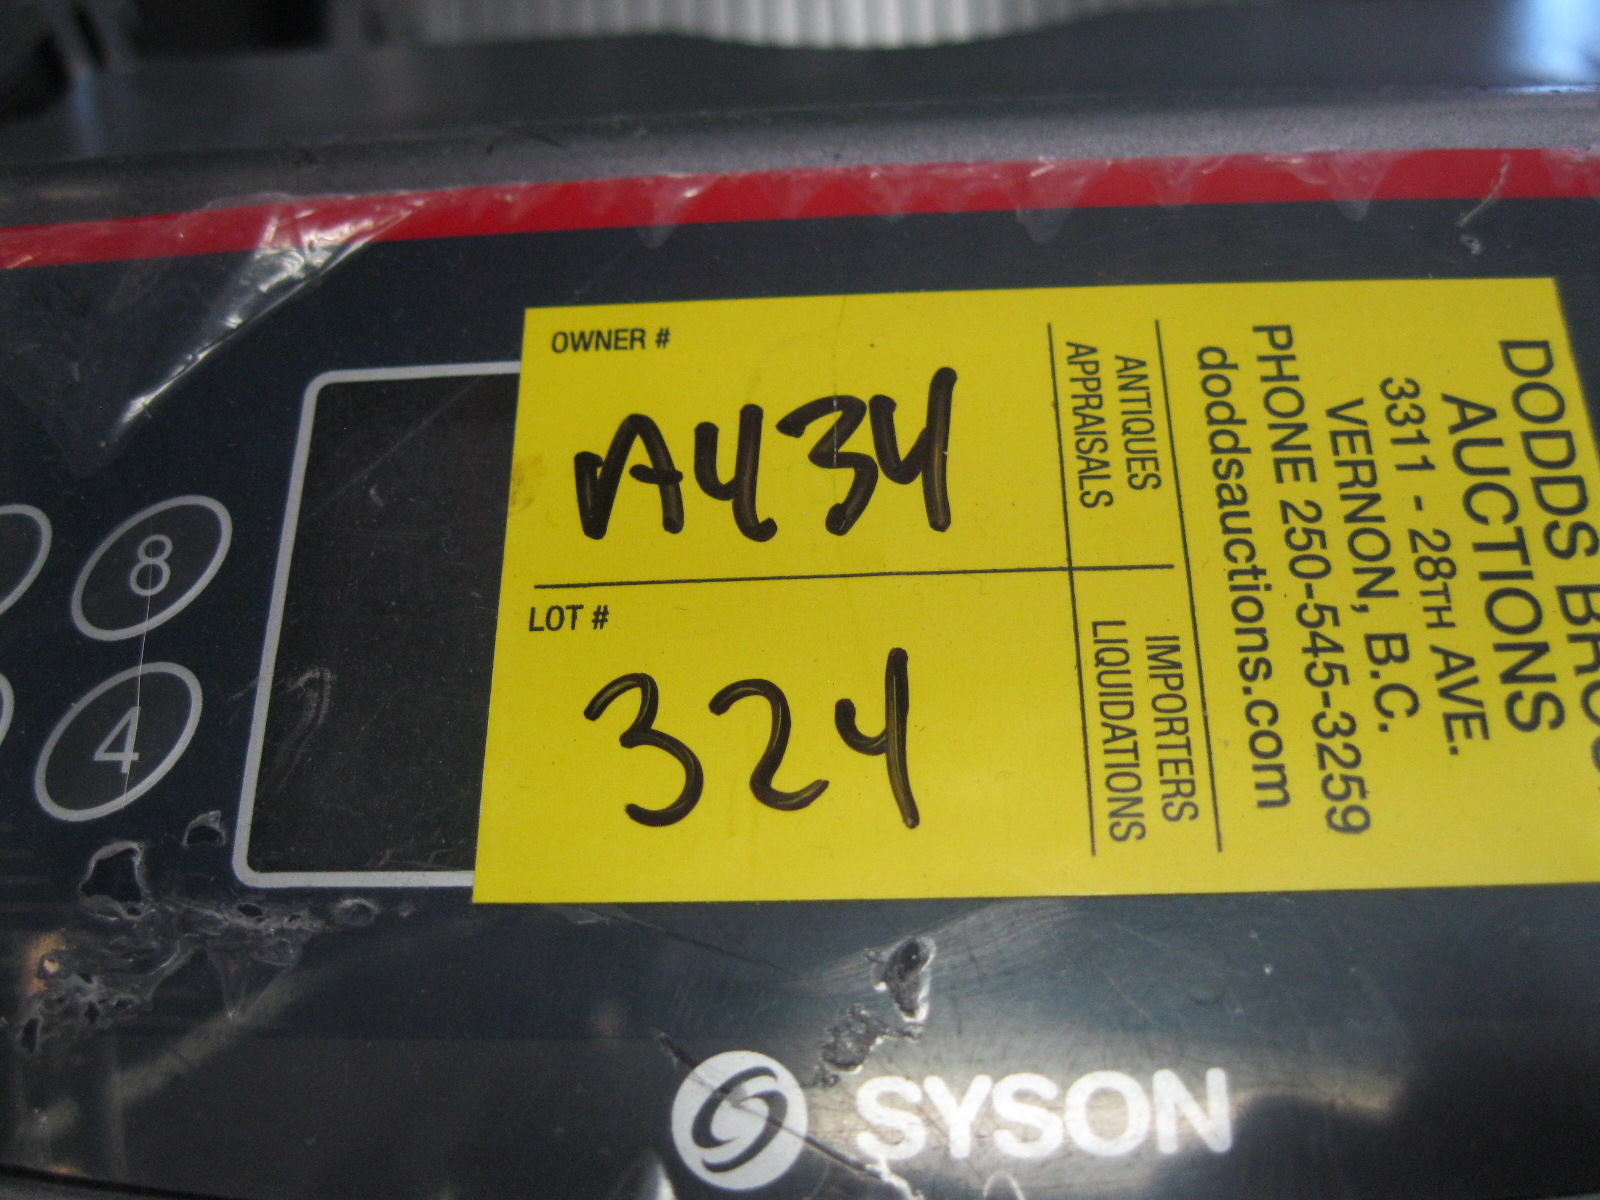 OWNER #
A434
LOT #
324
ANTIQUES
APPRAISALS
IMPORTERS
LIQUIDATIONS
DODDS
AUCTIONS
3311 - 28TH AVE.
VERNON, B.C.
PHONE 250-545-3259
doddsauctions.com
8
4
SYSON